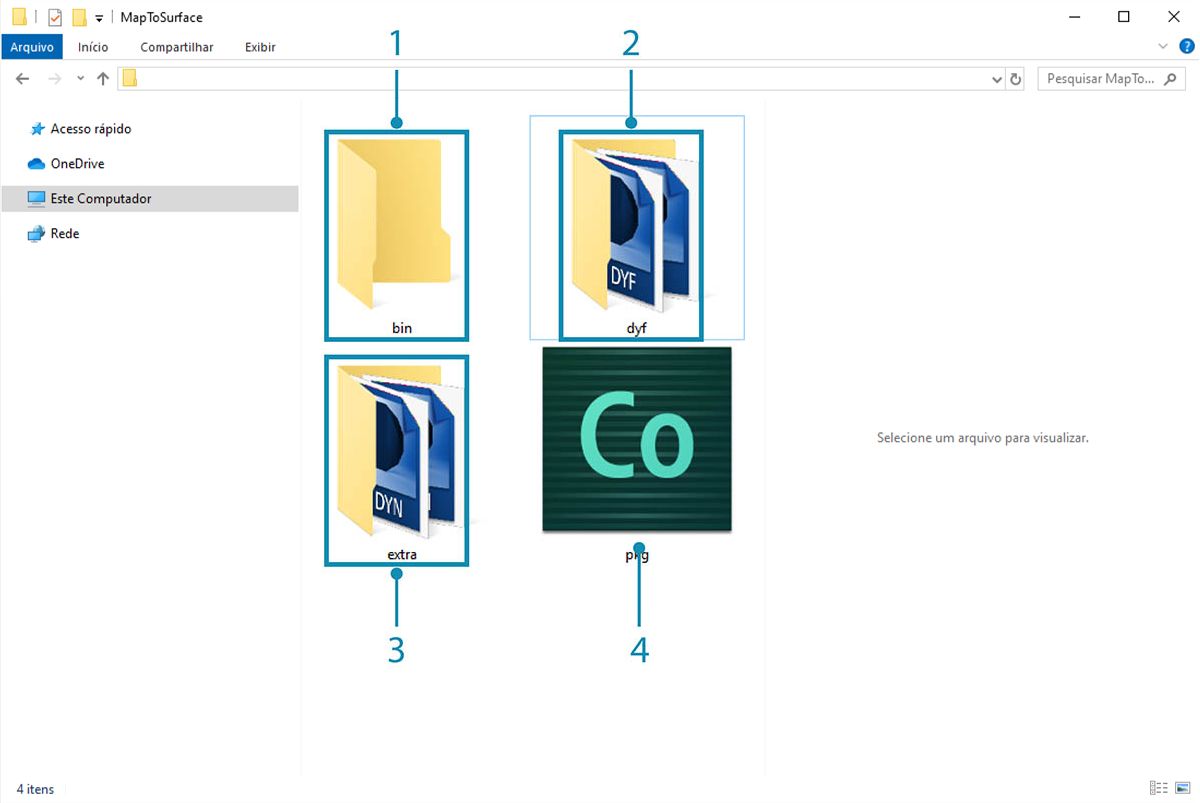 MapToSurface
Arquivo Início Compartilhar Exibir
?
Pesquisar MapTo...
1 2
Acesso rápido
OneDrive
Este Computador
Rede
DYF
bin dyf
DYN
Co
Selecione um arquivo para visualizar.
extra pkg
3 4
4 itens